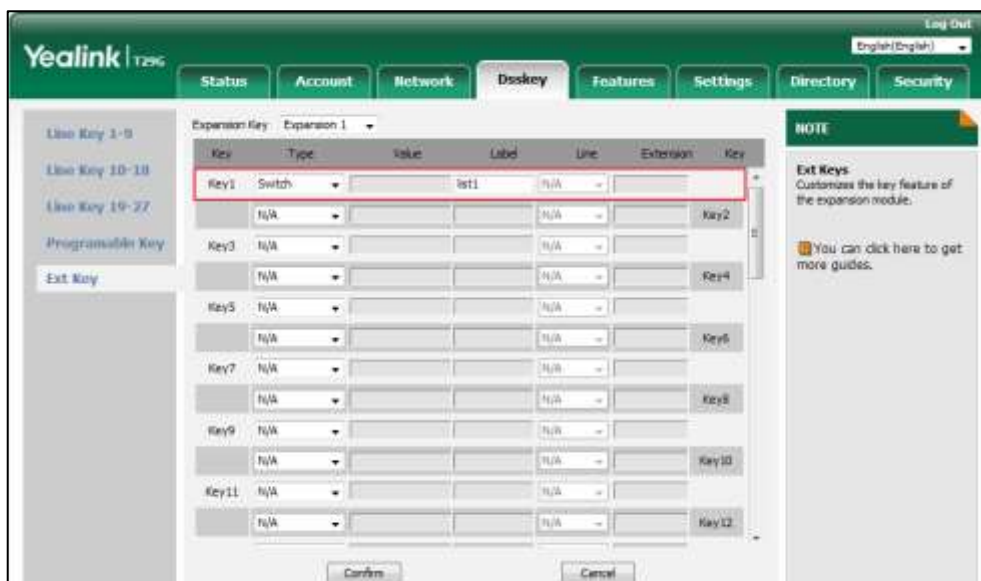 Log Out
Yealink T29G
English(English)
Status Account Network Dsskey Features Settings Directory Security
Line Key 1-9
Line Key 10-18
Line Key 19-27
Programable Key
Ext Key
Expansion Key Expansion 1
Key Type Value Label Line Extension Key
Key1 Switch list1 N/A
N/A N/A Key2
Key3 N/A N/A
N/A N/A Key4
Key5 N/A N/A
N/A N/A Key6
Key7 N/A N/A
N/A N/A Key8
Key9 N/A N/A
N/A N/A Key10
Key11 N/A N/A
N/A N/A Key12
Confirm Cancel
NOTE
Ext Keys
Customizes the key feature of
the expansion module.
You can click here to get
more guides.